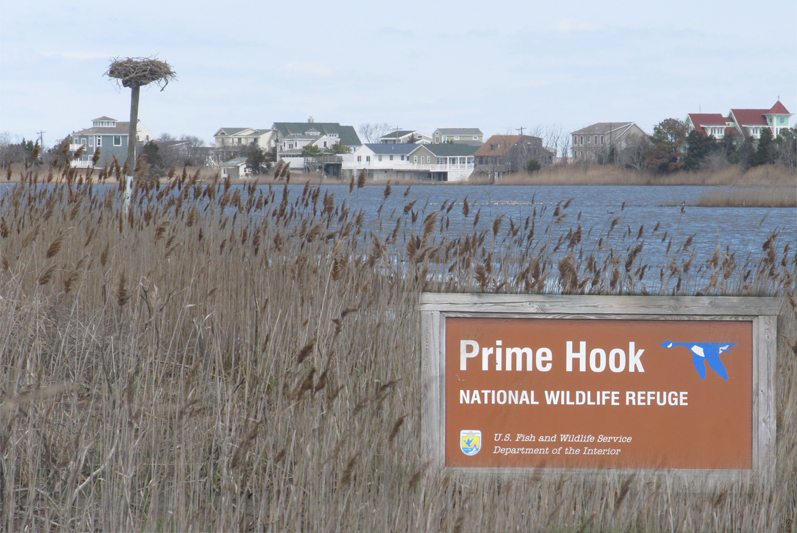 Prime Hook
NATIONAL WILDLIFE REFUGE
U.S. Fish and Wildlife Service
Department of the Interior